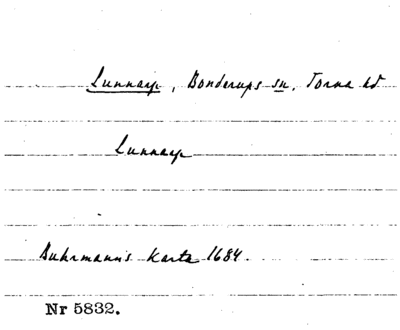 Lunnarp, Bonderups sn, Torna hd
Lunnarp
Buhrmann's Karta 1684.
Nr 5832.